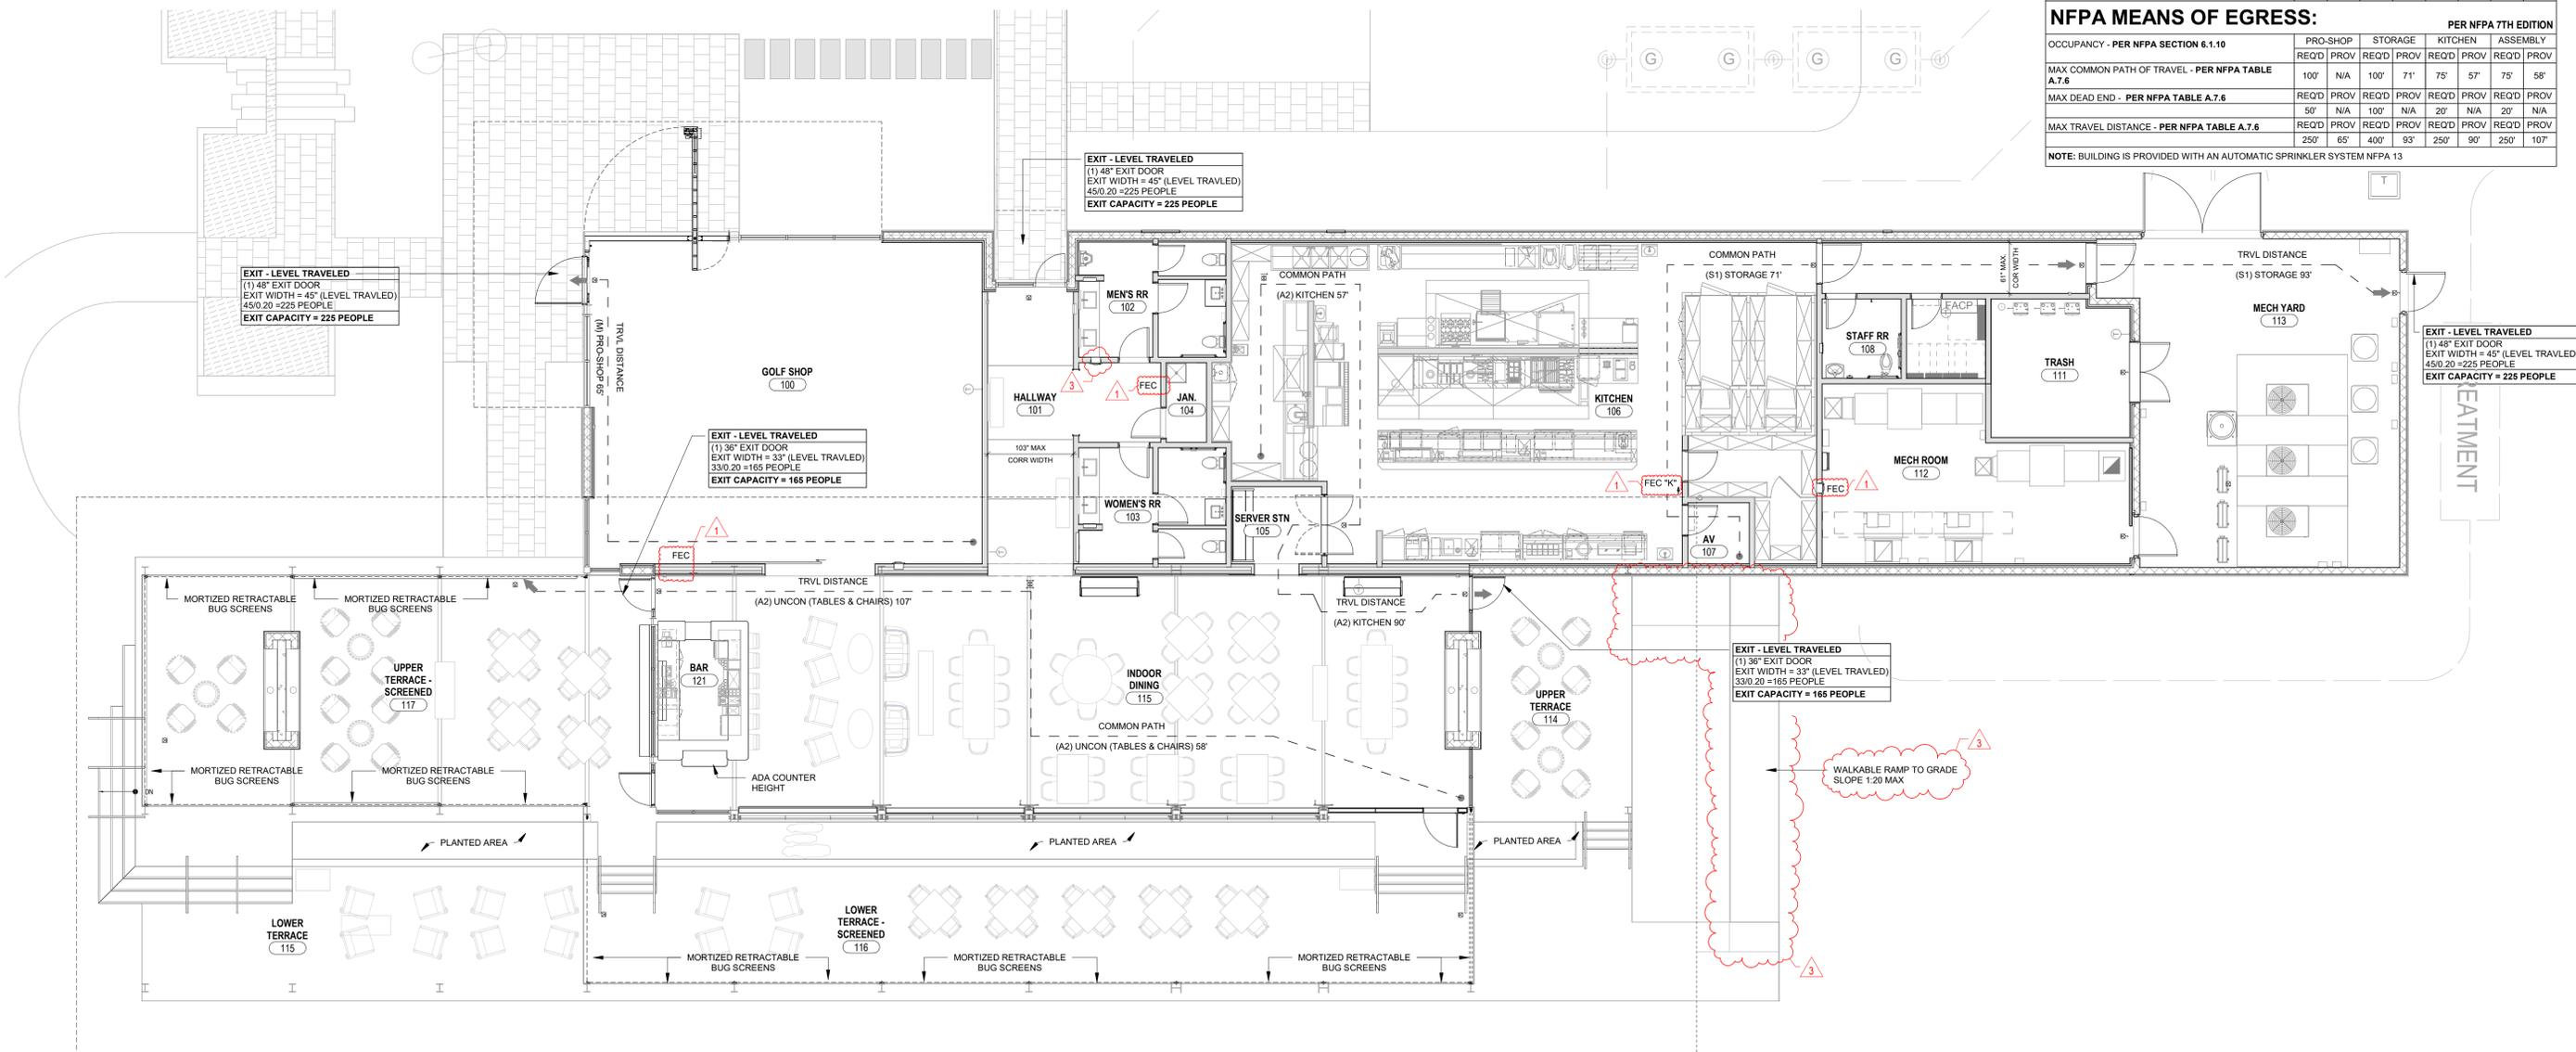 NFPA MEANS OF EGRESS:
PER NFPA 7TH EDITION
OCCUPANCY - PER NFPA SECTION 6.1.10
PRO-SHOP STORAGE KITCHEN ASSEMBLY
REQ'D PROV REQ'D PROV REQ'D PROV REQ'D PROV
MAX COMMON PATH OF TRAVEL - PER NFPA TABLE
A.7.6
100' N/A 100' 71' 75' 57' 75' 58'
MAX DEAD END - PER NFPA TABLE A.7.6
REQ'D PROV REQ'D PROV REQ'D PROV REQ'D PROV
50' N/A 100' N/A 20' N/A 20' N/A
MAX TRAVEL DISTANCE - PER NFPA TABLE A.7.6
REQ'D PROV REQ'D PROV REQ'D PROV REQ'D PROV
250' 65' 400' 93' 250' 90' 250' 107'
NOTE: BUILDING IS PROVIDED WITH AN AUTOMATIC SPRINKLER SYSTEM NFPA 13
G G G G
T
EXIT - LEVEL TRAVELED
(1) 48" EXIT DOOR
EXIT WIDTH = 45" (LEVEL TRAVLED)
45/0.20 =225 PEOPLE
EXIT CAPACITY = 225 PEOPLE
EXIT - LEVEL TRAVELED
(1) 48" EXIT DOOR
EXIT WIDTH = 45" (LEVEL TRAVLED)
45/0.20 =225 PEOPLE
EXIT CAPACITY = 225 PEOPLE
TRVL DISTANCE
(M) PRO-SHOP 65'
GOLF SHOP
100
EXIT - LEVEL TRAVELED
(1) 36" EXIT DOOR
EXIT WIDTH = 33" (LEVEL TRAVLED)
33/0.20 =165 PEOPLE
EXIT CAPACITY = 165 PEOPLE
FEC
1
HALLWAY
101
103" MAX
CORR WIDTH
MEN'S RR
102
3
1
FEC
JAN.
104
WOMEN'S RR
103
COMMON PATH
(A2) KITCHEN 57'
SERVER STN
105
KITCHEN
106
COMMON PATH
(S1) STORAGE 71'
1
FEC "K"
FEC
1
AV
107
61" MAX.
COR WIDTH
STAFF RR
108
FACP
TRASH
111
MECH ROOM
112
TRVL DISTANCE
(S1) STORAGE 93'
MECH YARD
113
EXIT - LEVEL TRAVELED
(1) 48" EXIT DOOR
EXIT WIDTH = 45" (LEVEL TRAVLED
45/0.20 =225 PEOPLE
EXIT CAPACITY = 225 PEOPLE
EATMENT
MORTIZED RETRACTABLE
BUG SCREENS
MORTIZED RETRACTABLE
BUG SCREENS
TRVL DISTANCE
(A2) UNCON (TABLES & CHAIRS) 107'
TRVL DISTANCE
(A2) KITCHEN 90'
UPPER
TERRACE -
SCREENED
117
BAR
121
INDOOR
DINING
115
COMMON PATH
(A2) UNCON (TABLES & CHAIRS) 58'
UPPER
TERRACE
114
EXIT - LEVEL TRAVELED
(1) 36" EXIT DOOR
EXIT WIDTH = 33" (LEVEL TRAVLED)
33/0.20 =165 PEOPLE
EXIT CAPACITY = 165 PEOPLE
MORTIZED RETRACTABLE
BUG SCREENS
MORTIZED RETRACTABLE
BUG SCREENS
DN
ADA COUNTER
HEIGHT
WALKABLE RAMP TO GRADE
SLOPE 1:20 MAX
3
PLANTED AREA
PLANTED AREA
PLANTED AREA
LOWER
TERRACE
115
LOWER
TERRACE -
SCREENED
116
MORTIZED RETRACTABLE
BUG SCREENS
MORTIZED RETRACTABLE
BUG SCREENS
MORTIZED RETRACTABLE
BUG SCREENS
3